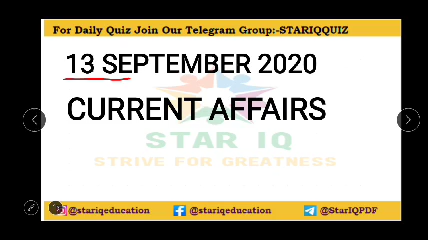 For Daily Quiz Join Our Telegram Group:-STARIQQUIZ
13 SEPTEMBER 2020
CURRENT AFFAIRS
STAR IQ
STRIVE FOR GREATNESS
@stariqeducation @stariqeducation @StarIQPDF